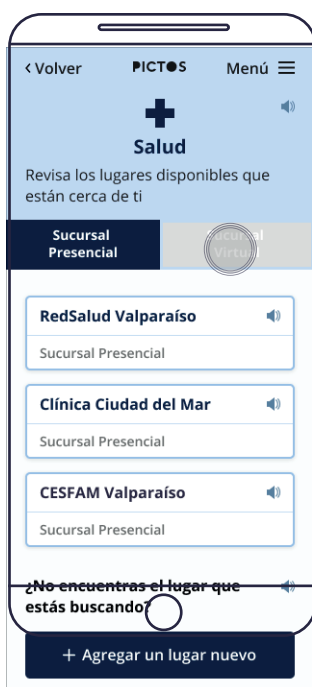 < Volver PICTOS Menú
Salud
Revisa los lugares disponibles que
están cerca de ti
Sucursal
Presencial
Sucursal
Virtual
RedSalud Valparaíso
Sucursal Presencial
Clínica Ciudad del Mar
Sucursal Presencial
CESFAM Valparaíso
Sucursal Presencial
¿No encuentras el lugar que
estás buscando?
+ Agregar un lugar nuevo